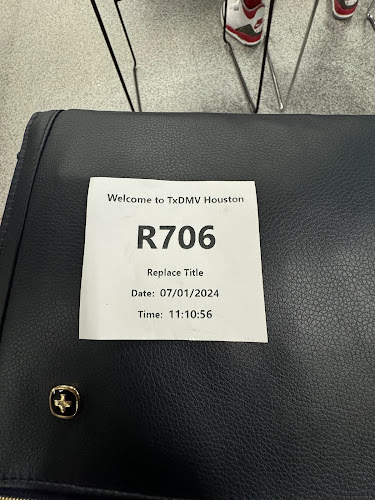 Welcome to TxDMV Houston
R706
Replace Title
Date: 07/01/2024
Time: 11:10:56